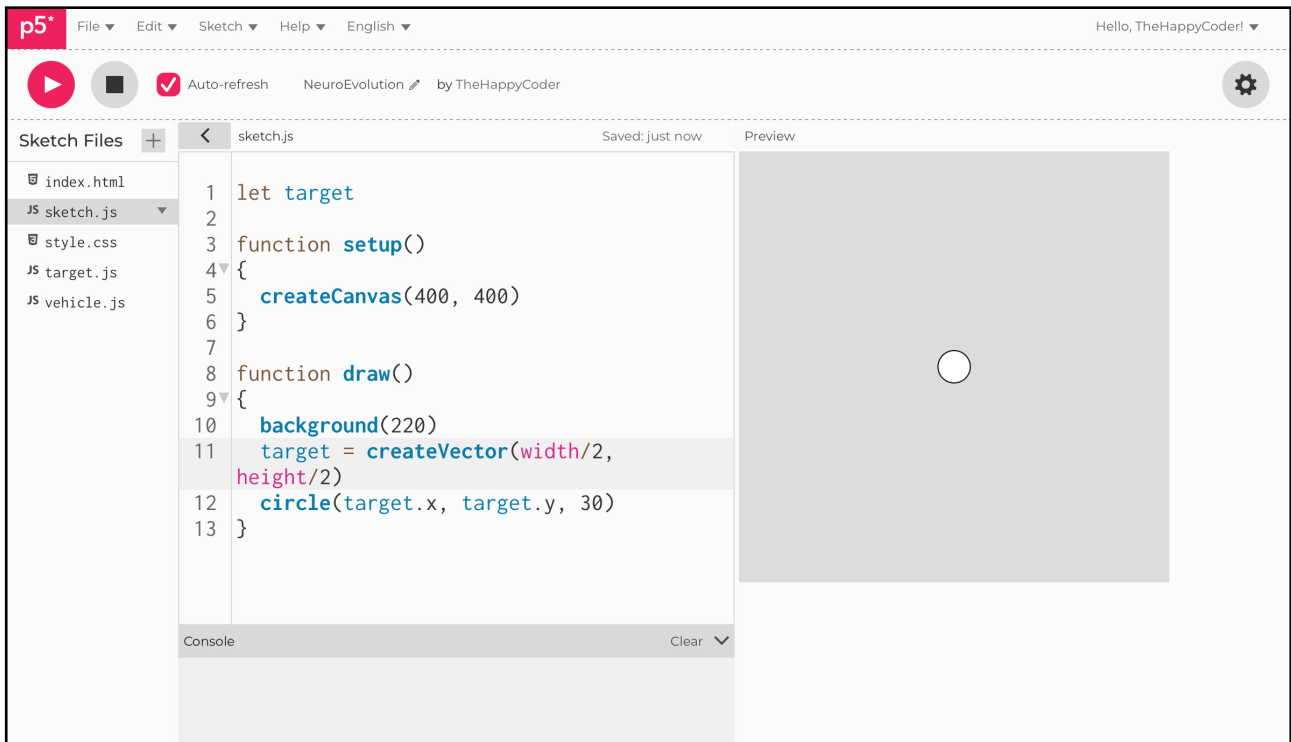 p5* File Edit Sketch Help English Hello, TheHappyCoder!
Auto-refresh NeuroEvolution by TheHappyCoder
Sketch Files + sketch.js Saved: just now Preview
index.html
JS sketch.js
style.css
JS target.js
JS vehicle.js
1 let target
2
3 function setup()
4 {
5 createCanvas(400, 400)
6 }
7
8 function draw()
9 {
10 background(220)
11 target = createVector(width/2,
height/2)
12 circle(target.x, target.y, 30)
13 }
Console Clear